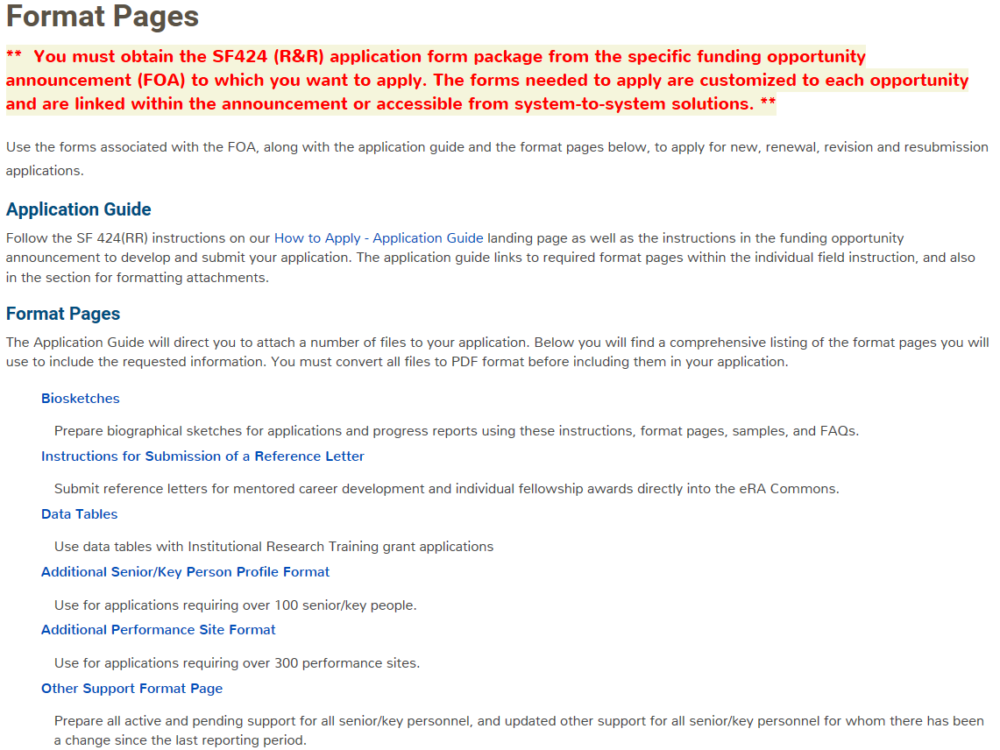 Format Pages
** You must obtain the SF424 (R&R) application form package from the specific funding opportunity
announcement (FOA) to which you want to apply. The forms needed to apply are customized to each opportunity
and are linked within the announcement or accessible from system-to-system solutions. **
Use the forms associated with the FOA, along with the application guide and the format pages below, to apply for new, renewal, revision and resubmission
applications.
Application Guide
Follow the SF 424(RR) instructions on our How to Apply - Application Guide landing page as well as the instructions in the funding opportunity
announcement to develop and submit your application. The application guide links to required format pages within the individual field instruction, and also
in the section for formatting attachments.
Format Pages
The Application Guide will direct you to attach a number of files to your application. Below you will find a comprehensive listing of the format pages you will
use to include the requested information. You must convert all files to PDF format before including them in your application.
Biosketches
Prepare biographical sketches for applications and progress reports using these instructions, format pages, samples, and FAQs.
Instructions for Submission of a Reference Letter
Submit reference letters for mentored career development and individual fellowship awards directly into the eRA Commons.
Data Tables
Use data tables with Institutional Research Training grant applications
Additional Senior/Key Person Profile Format
Use for applications requiring over 100 senior/key people.
Additional Performance Site Format
Use for applications requiring over 300 performance sites.
Other Support Format Page
Prepare all active and pending support for all senior/key personnel, and updated other support for all senior/key personnel for whom there has been
a change since the last reporting period.